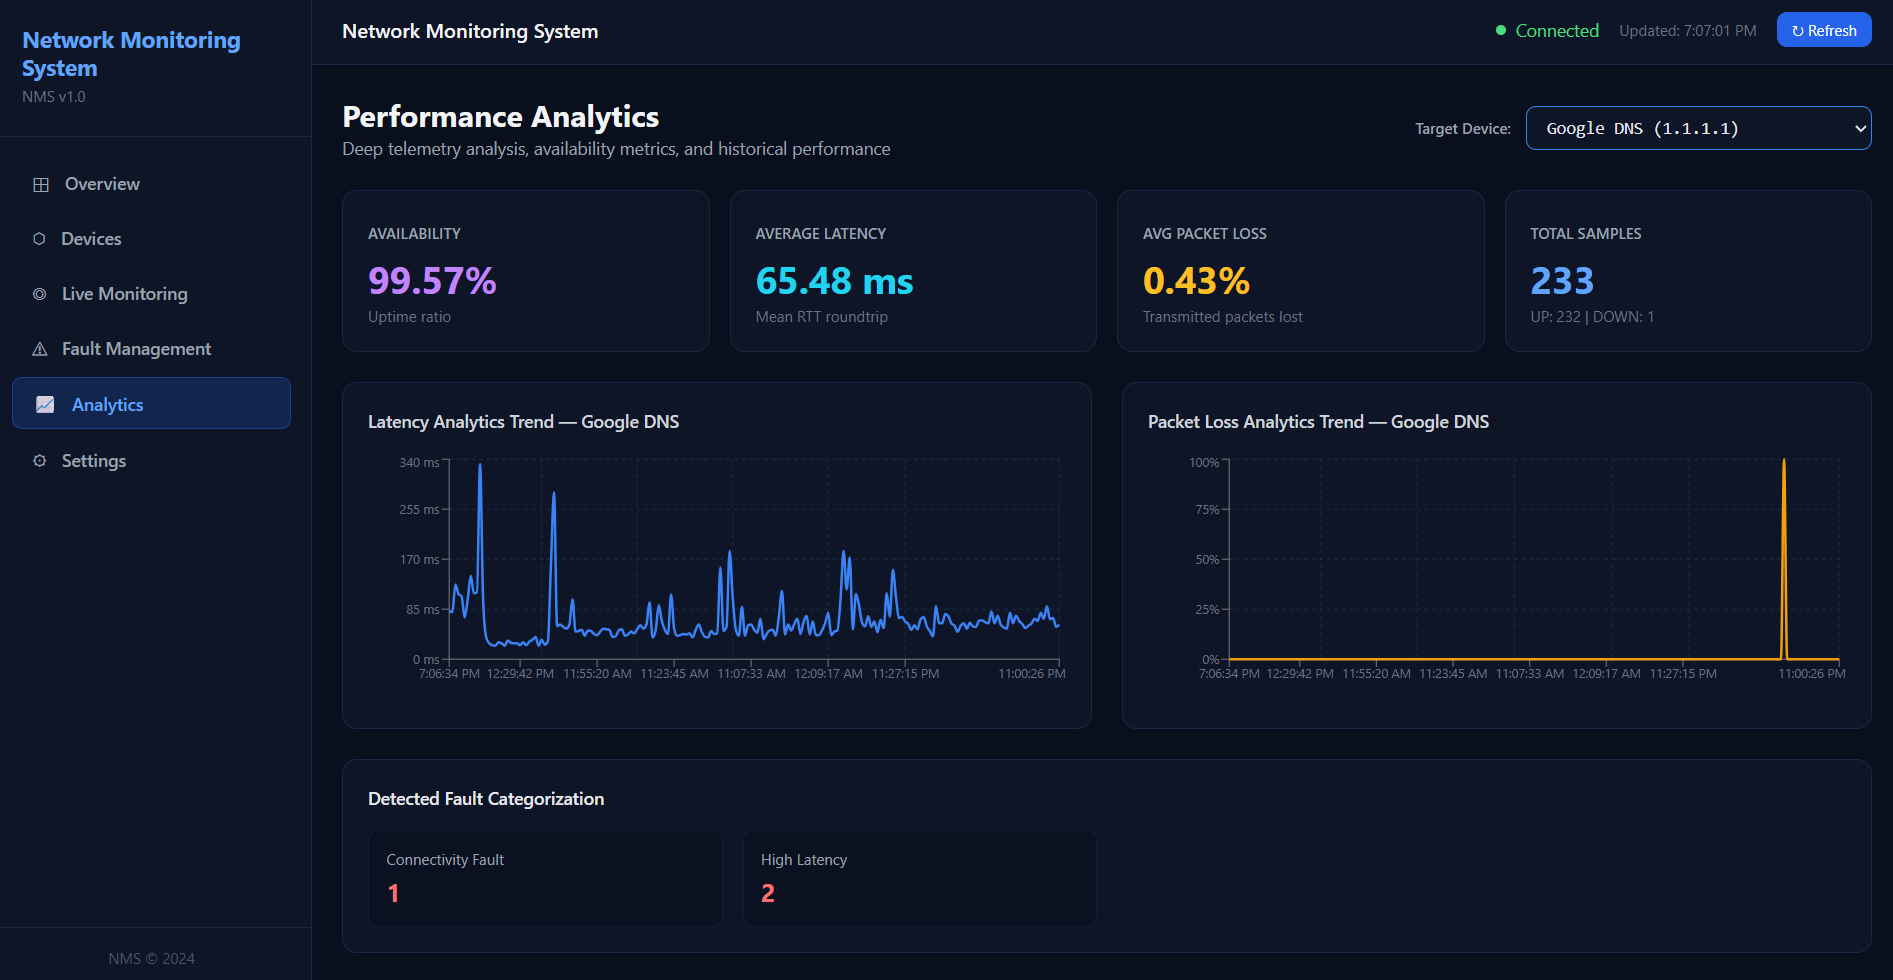 Network Monitoring
System
NMS v1.0
Overview
Devices
Live Monitoring
Fault Management
Analytics
Settings
NMS © 2024
Network Monitoring System
Connected
Updated: 7:07:01 PM
↻ Refresh
Performance Analytics
Deep telemetry analysis, availability metrics, and historical performance
Target Device:
Google DNS (1.1.1.1)
AVAILABILITY
99.57%
Uptime ratio
AVERAGE LATENCY
65.48 ms
Mean RTT roundtrip
AVG PACKET LOSS
0.43%
Transmitted packets lost
TOTAL SAMPLES
233
UP: 232 | DOWN: 1
Latency Analytics Trend — Google DNS
340 ms
255 ms
170 ms
85 ms
0 ms
7:06:34 PM 12:29:42 PM 11:55:20 AM 11:23:45 AM 11:07:33 AM 12:09:17 AM 11:27:15 PM 11:00:26 PM
Packet Loss Analytics Trend — Google DNS
100%
75%
50%
25%
0%
7:06:34 PM 12:29:42 PM 11:55:20 AM 11:23:45 AM 11:07:33 AM 12:09:17 AM 11:27:15 PM 11:00:26 PM
Detected Fault Categorization
Connectivity Fault
1
High Latency
2